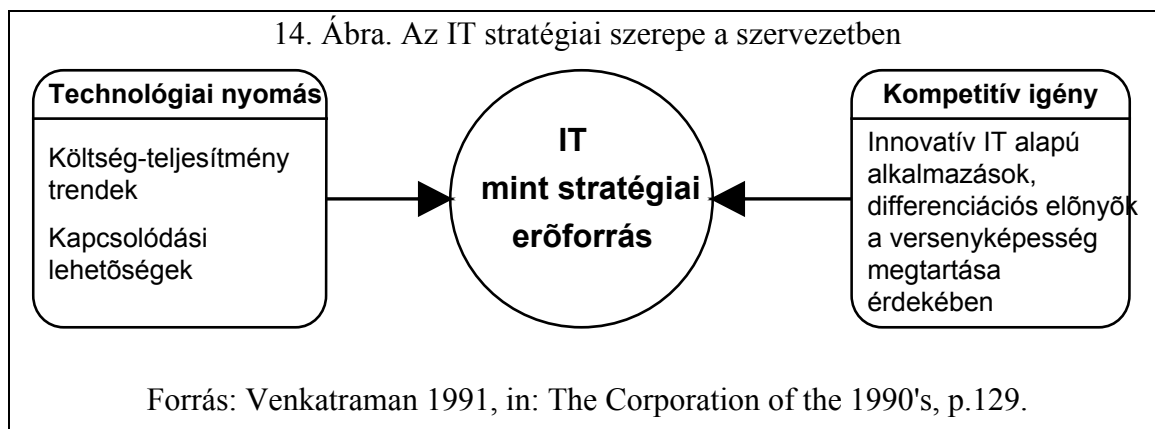 14. Ábra. Az IT stratégiai szerepe a szervezetben
Technológiai nyomás
Költség-teljesítmény
trendek
Kapcsolódási
lehetõségek
IT
mint stratégiai
erõforrás
Kompetitív igény
Innovatív IT alapú
alkalmazások,
differenciációs elõnyõk
a versenyképesség
megtartása
érdekében
Forrás: Venkatraman 1991, in: The Corporation of the 1990's, p.129.